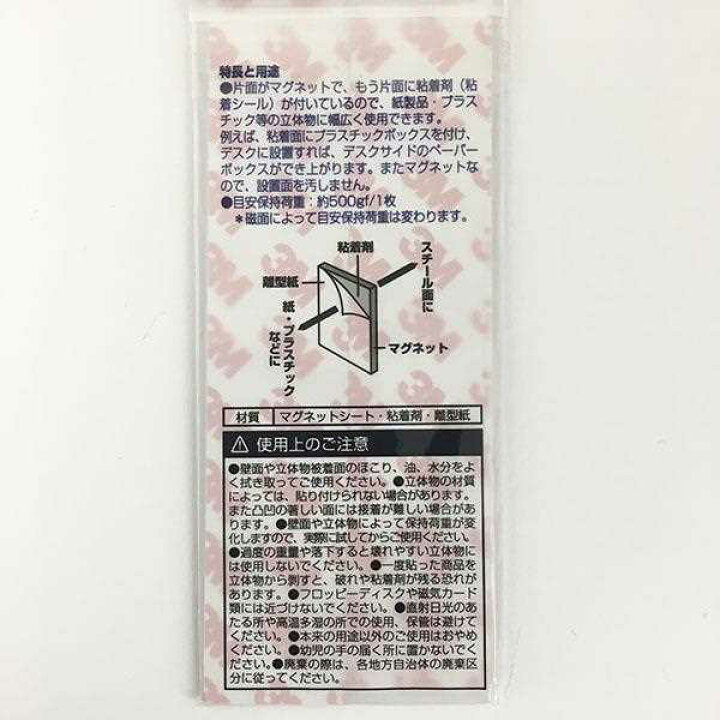 特長と用途
●片面がマグネットで、もう片面に粘着剤（粘
着シール）が付いているので、紙製品・プラス
チック等の立体物に幅広く使用できます。
例えば、粘着面にプラスチックボックスを付け、
デスクに設置すれば、デスクサイドのペーパー
ボックスができ上がります。またマグネットな
ので、設置面を汚しません。
●目安保持荷重：約500gf/1枚
＊磁面によって目安保持荷重は変わります。
粘着剤
スチール面に
離型紙
紙・プラスチック
などに
マグネット
材質 マグネットシート・粘着剤・離型紙
⚠ 使用上のご注意
●壁面や立体物被着面のほこり、油、水分をよ
く拭き取ってご使用ください。●立体物の材質
によっては、貼り付けられない場合があります。
また凸凹の著しい面には接着が難しい場合があ
ります。●壁面や立体物によって保持荷重が変
化しますので、実際に試してからご使用ください。
●過度の重量や落下すると壊れやすい立体物に
は使用しないでください。●一度貼った商品を
立体物から剥すと、破れや粘着剤が残る恐れが
あります。●フロッピーディスクや磁気カード
類には近づけないでください。●直射日光のあ
たる所や高温多湿の所での使用、保管は避けて
ください。●本来の用途以外のご使用はおやめ
ください。●幼児の手の届く所に置かないでく
ださい。●廃棄の際は、各地方自治体の廃棄区
分に従ってください。
3M